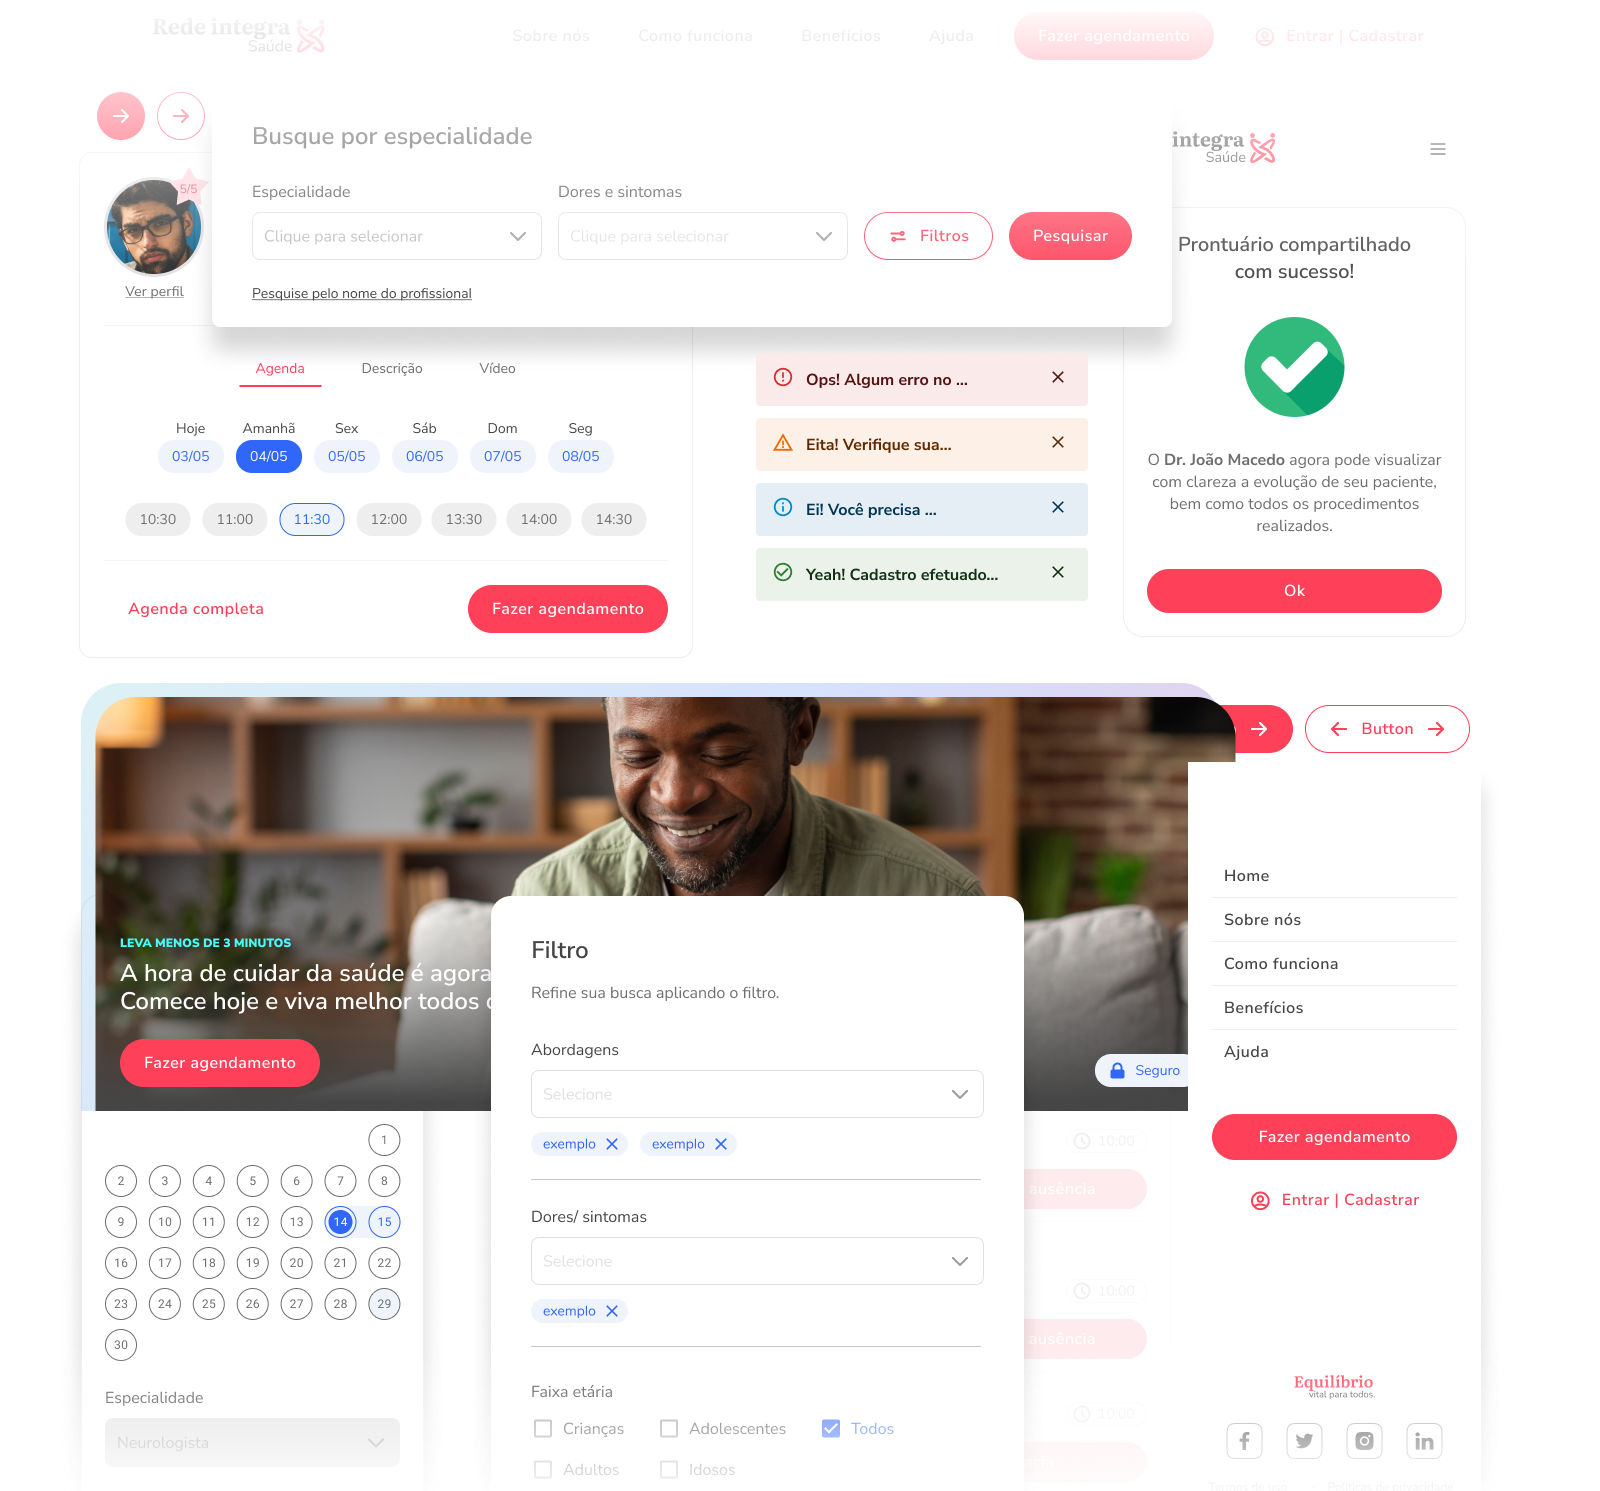 Rede integra
Saúde
Sobre nós
Como funciona
Benefícios
Ajuda
Fazer agendamento
Entrar | Cadastrar
Busque por especialidade
Especialidade
Clique para selecionar
Dores e sintomas
Clique para selecionar
Filtros
Pesquisar
Pesquise pelo nome do profissional
5/5
Ver perfil
Agenda
Descrição
Vídeo
Hoje
Amanhã
Sex
Sáb
Dom
Seg
03/05
04/05
05/05
06/05
07/05
08/05
10:30
11:00
11:30
12:00
13:30
14:00
14:30
Agenda completa
Fazer agendamento
Ops! Algum erro no ...
Eita! Verifique sua...
Ei! Você precisa ...
Yeah! Cadastro efetuado...
integra
Saúde
Prontuário compartilhado
com sucesso!
O Dr. João Macedo agora pode visualizar
com clareza a evolução de seu paciente,
bem como todos os procedimentos
realizados.
Ok
Button
LEVA MENOS DE 3 MINUTOS
A hora de cuidar da saúde é agora
Comece hoje e viva melhor todos
Fazer agendamento
Seguro
1
2 3 4 5 6 7 8
9 10 11 12 13 14 15
16 17 18 19 20 21 22
23 24 25 26 27 28 29
30
Especialidade
Neurologista
Filtro
Refine sua busca aplicando o filtro.
Abordagens
Selecione
exemplo
exemplo
Dores/ sintomas
Selecione
exemplo
Faixa etária
Crianças
Adolescentes
Todos
Adultos
Idosos
10:00
ausência
10:00
ausência
10:00
Home
Sobre nós
Como funciona
Benefícios
Ajuda
Fazer agendamento
Entrar | Cadastrar
Equilíbrio
vital para todos.
Termos de uso
Políticas de privacidade